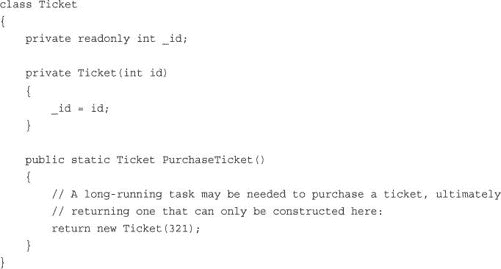 class Ticket
{
    private readonly int _id;

    private Ticket(int id)
    {
        _id = id;
    }

    public static Ticket PurchaseTicket()
    {
        // A long-running task may be needed to purchase a ticket, ultimately
        // returning one that can only be constructed here:
        return new Ticket(321);
    }
}